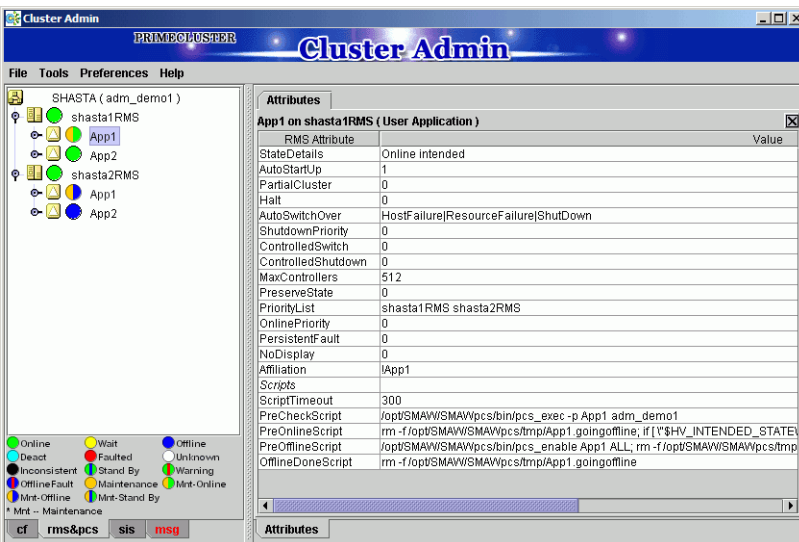 Cluster Admin
PRIMECLUSTER
Cluster Admin
File Tools Preferences Help
SHASTA ( adm_demo1 )
shasta1RMS
App1
App2
shasta2RMS
App1
App2
Online Wait Offline
Deact Faulted Unknown
Inconsistent Stand By Warning
OfflineFault Maintenance Mnt-Online
Mnt-Offline Mnt-Stand By
* Mnt -- Maintenance
cf rms&pcs sis msg
Attributes
App1 on shasta1RMS ( User Application )
RMS Attribute Value
StateDetails Online intended
AutoStartUp 1
PartialCluster 0
Halt 0
AutoSwitchOver HostFailure|ResourceFailure|ShutDown
ShutdownPriority 0
ControlledSwitch 0
ControlledShutdown 0
MaxControllers 512
PreserveState 0
PriorityList shasta1RMS shasta2RMS
OnlinePriority 0
PersistentFault 0
NoDisplay 0
Affiliation !App1
Scripts
ScriptTimeout 300
PreCheckScript /opt/SMAW/SMAWpcs/bin/pcs_exec -p App1 adm_demo1
PreOnlineScript rm -f /opt/SMAW/SMAWpcs/tmp/App1.goingoffline; if [ \"$HV_INTENDED_STATE\
PreOfflineScript /opt/SMAW/SMAWpcs/bin/pcs_enable App1 ALL; rm -f /opt/SMAW/SMAWpcs/tmp
OfflineDoneScript rm -f /opt/SMAW/SMAWpcs/tmp/App1.goingoffline
Attributes